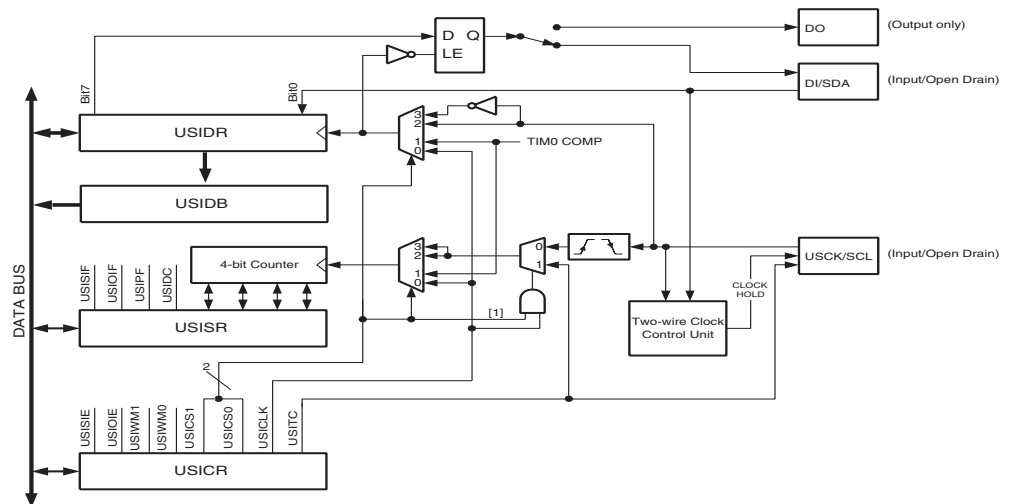 D Q
LE
DO
(Output only)
DI/SDA
(Input/Open Drain)
Bit7
Bit0
USIDR
3
2
1
0
TIM0 COMP
USIDB
DATA BUS
4-bit Counter
3
2
1
0
0
1
USCK/SCL
(Input/Open Drain)
CLOCK
HOLD
USISIF
USIOIF
USIPF
USIDC
USISR
[1]
Two-wire Clock
Control Unit
2
USISIE
USIOIE
USIWM1
USIWM0
USICS1
USICS0
USICLK
USITC
USICR